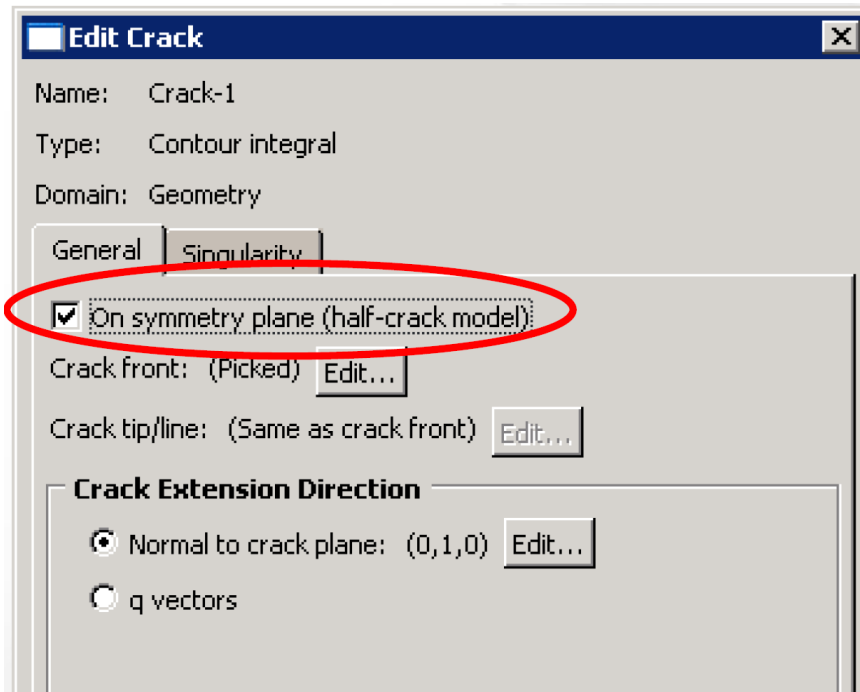 Edit Crack
Name: Crack-1
Type: Contour integral
Domain: Geometry
General Singularity
On symmetry plane (half-crack model)
Crack front: (Picked) Edit...
Crack tip/line: (Same as crack front) Edit...
Crack Extension Direction
Normal to crack plane: (0,1,0) Edit...
q vectors